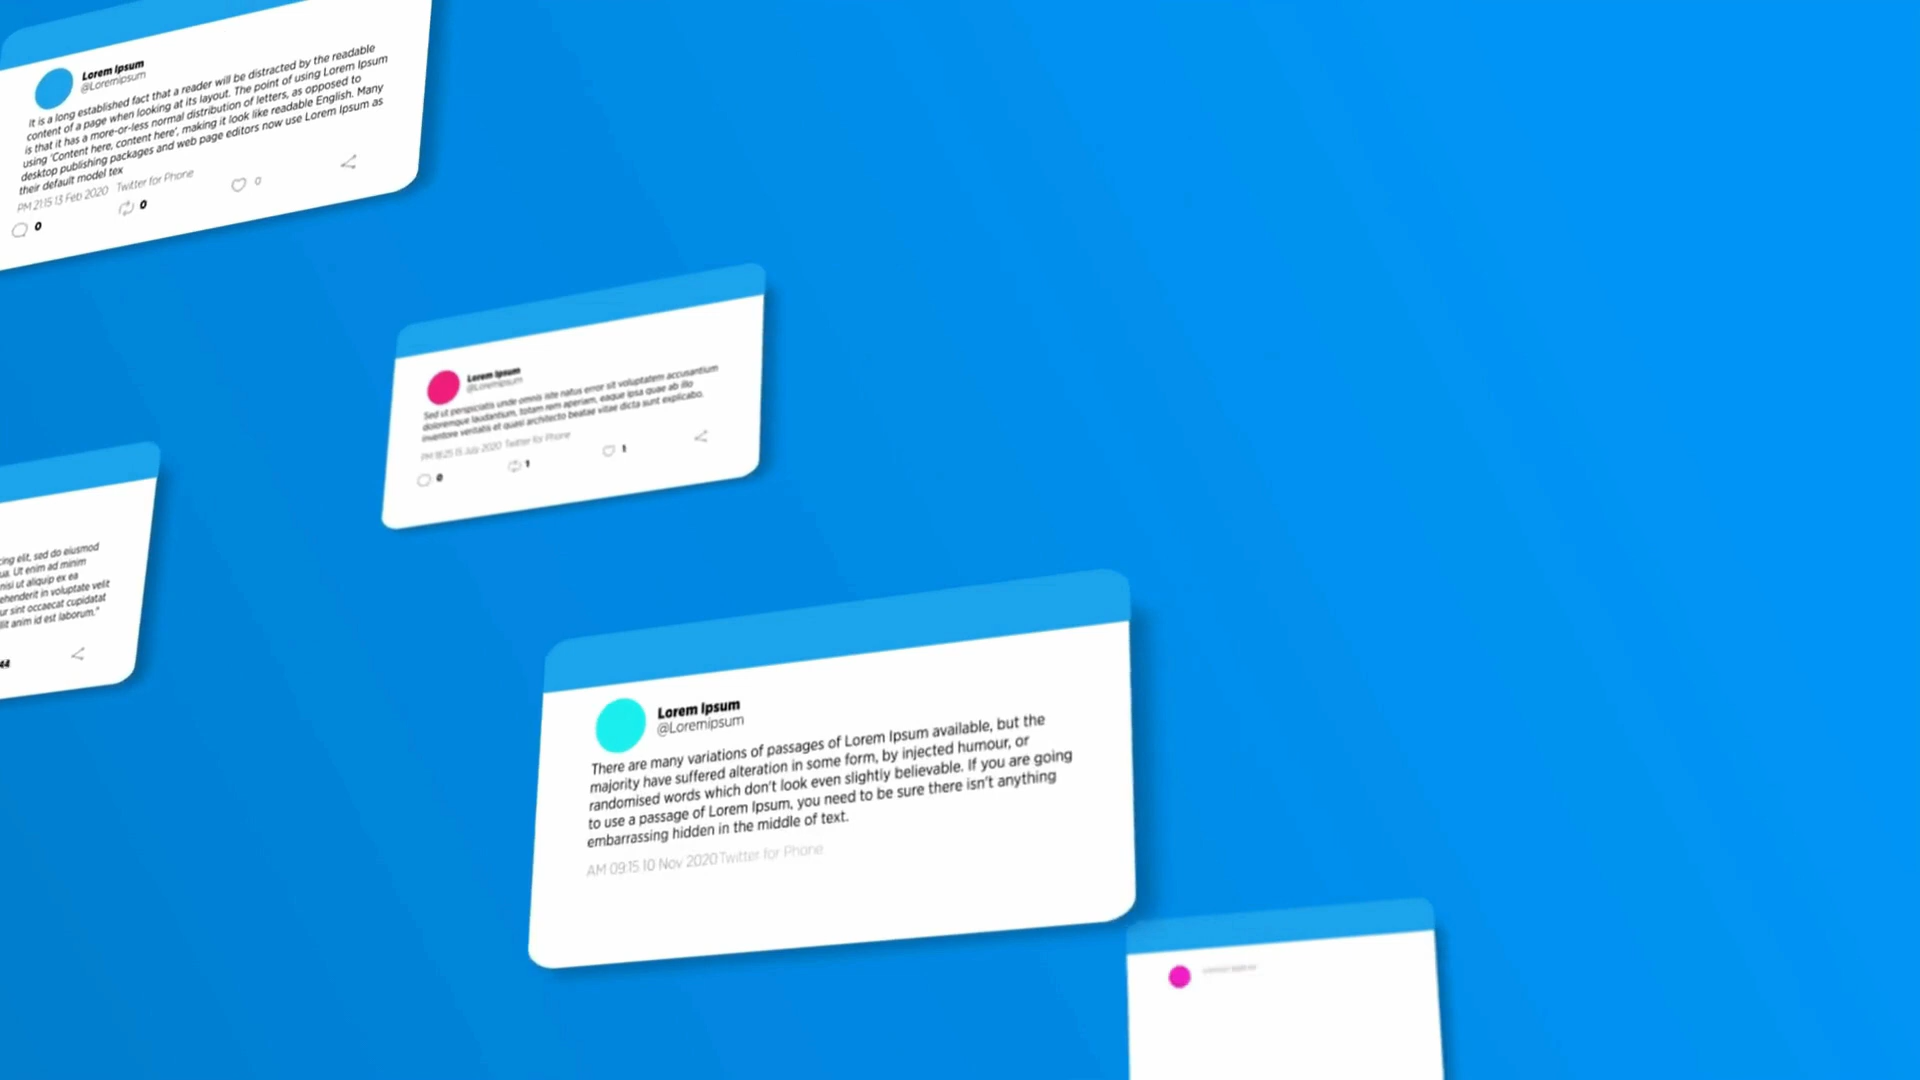 Lorem Ipsum
@Loremipsum
It is a long established fact that a reader will be distracted by the readable
content of a page when looking at its layout. The point of using Lorem Ipsum
is that it has a more-or-less normal distribution of letters, as opposed to
using 'Content here, content here', making it look like readable English. Many
desktop publishing packages and web page editors now use Lorem Ipsum as
their default model tex
PM 21:15 13 Feb 2020 Twitter for Phone
0 0 0
Lorem Ipsum
@Loremipsum
Sed ut perspiciatis unde omnis iste natus error sit voluptatem accusantium
doloremque laudantium, totam rem aperiam, eaque ipsa quae ab illo
inventore veritatis et quasi architecto beatae vitae dicta sunt explicabo.
PM 18:25 15 July 2020 Twitter for Phone
0 1 1
cing elit, sed do eiusmod
ua. Ut enim ad minim
nisi ut aliquip ex ea
ehenderit in voluptate velit
ur sint occaecat cupidatat
llit anim id est laborum."
44
Lorem Ipsum
@Loremipsum
There are many variations of passages of Lorem Ipsum available, but the
majority have suffered alteration in some form, by injected humour, or
randomised words which don't look even slightly believable. If you are going
to use a passage of Lorem Ipsum, you need to be sure there isn't anything
embarrassing hidden in the middle of text.
AM 09:15 10 Nov 2020 Twitter for Phone